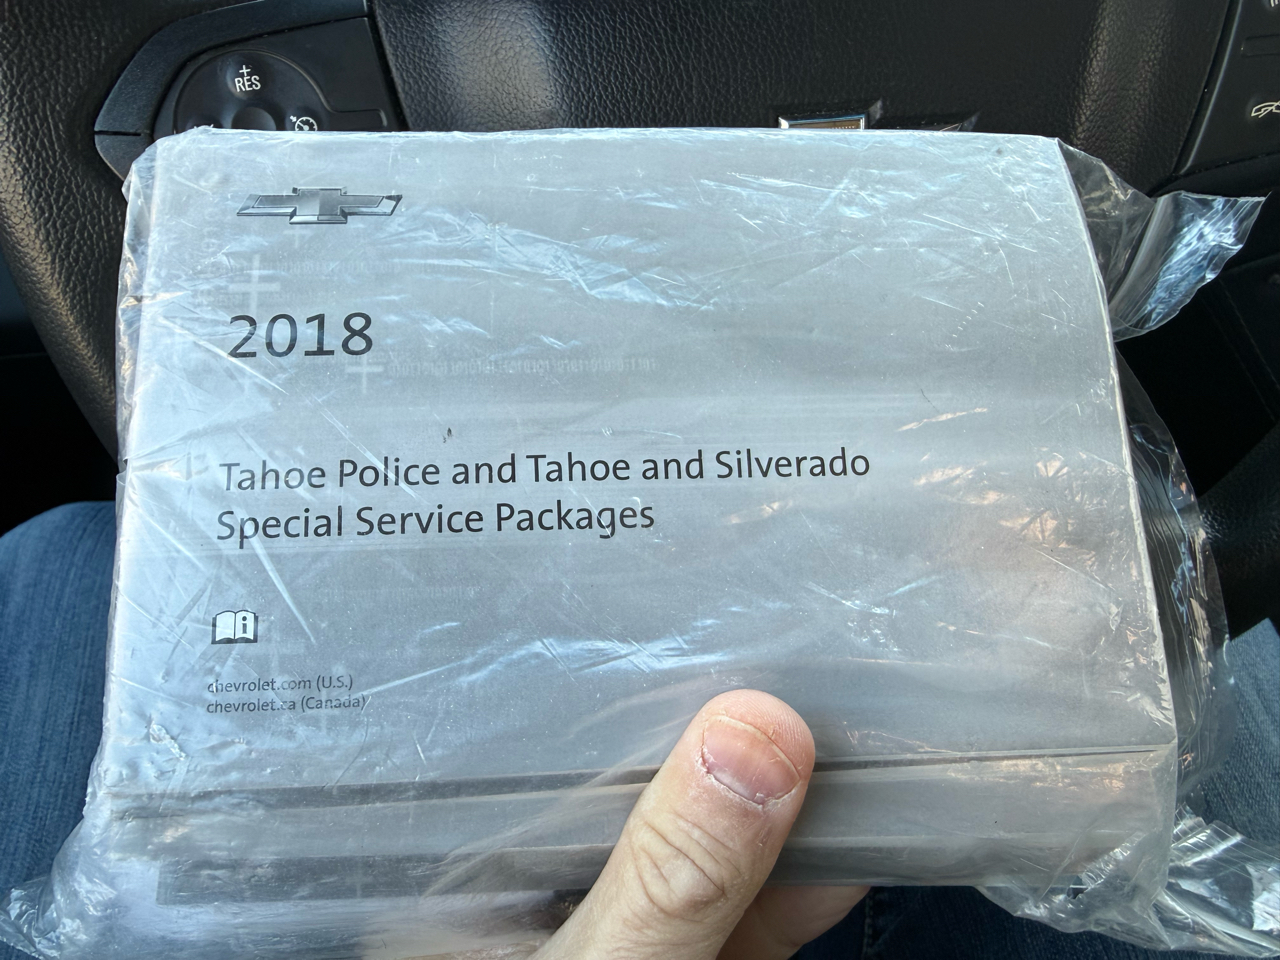 +
RES
2018
Tahoe Police and Tahoe and Silverado
Special Service Packages
i
chevrolet.com (U.S.)
chevrolet.ca (Canada)